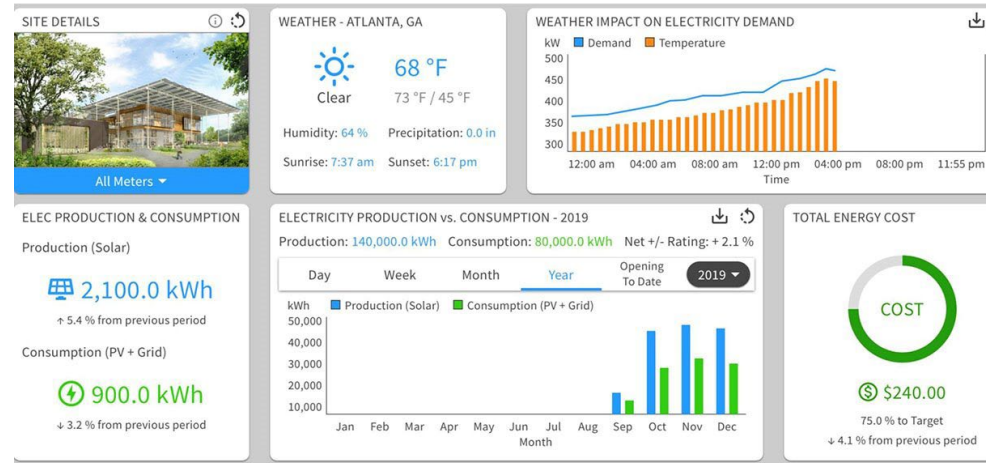 SITE DETAILS
All Meters
WEATHER - ATLANTA, GA
68 °F
Clear
73 °F / 45 °F
Humidity: 64 % Precipitation: 0.0 in
Sunrise: 7:37 am Sunset: 6:17 pm
WEATHER IMPACT ON ELECTRICITY DEMAND
kW Demand Temperature
500
450
400
350
300
12:00 am 04:00 am 08:00 am 12:00 pm 04:00 pm 08:00 pm 11:55 pm
Time
ELEC PRODUCTION & CONSUMPTION
Production (Solar)
2,100.0 kWh
↑ 5.4 % from previous period
Consumption (PV + Grid)
900.0 kWh
↓ 3.2 % from previous period
ELECTRICITY PRODUCTION vs. CONSUMPTION - 2019
Production: 140,000.0 kWh Consumption: 80,000.0 kWh Net +/- Rating: + 2.1 %
Day Week Month Year Opening To Date 2019
kWh Production (Solar) Consumption (PV + Grid)
50,000
40,000
30,000
20,000
10,000
Jan Feb Mar Apr May Jun Jul Aug Sep Oct Nov Dec
Month
TOTAL ENERGY COST
COST
$240.00
75.0 % to Target
↓ 4.1 % from previous period